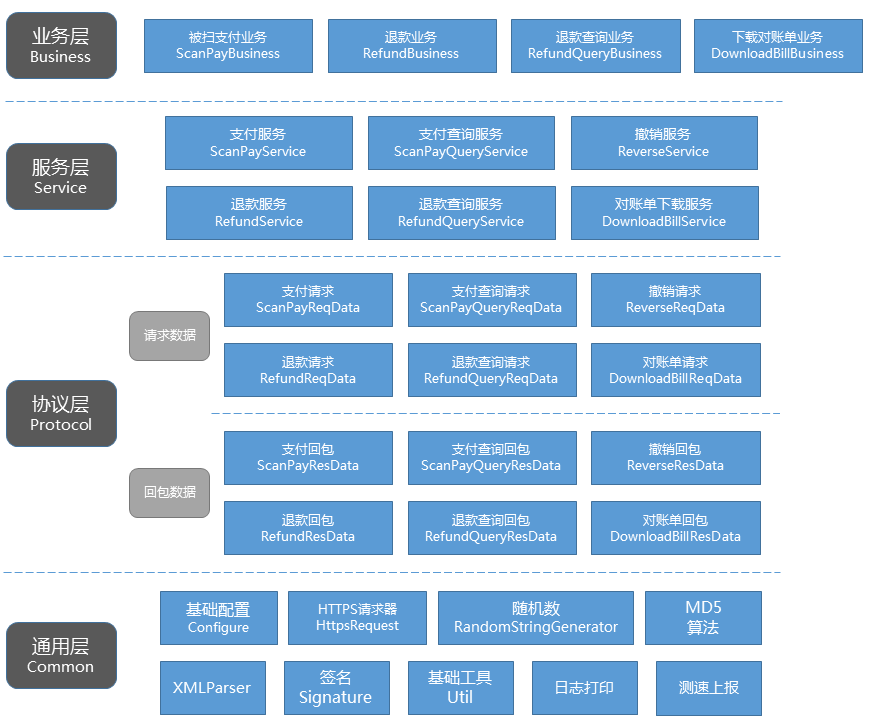 业务层
Business
被扫支付业务
ScanPayBusiness
退款业务
RefundBusiness
退款查询业务
RefundQueryBusiness
下载对账单业务
DownloadBillBusiness
服务层
Service
支付服务
ScanPayService
支付查询服务
ScanPayQueryService
撤销服务
ReverseService
退款服务
RefundService
退款查询服务
RefundQueryService
对账单下载服务
DownloadBillService
协议层
Protocol
请求数据
支付请求
ScanPayReqData
支付查询请求
ScanPayQueryReqData
撤销请求
ReverseReqData
退款请求
RefundReqData
退款查询请求
RefundQueryReqData
对账单请求
DownloadBillReqData
回包数据
支付回包
ScanPayResData
支付查询回包
ScanPayQueryResData
撤销回包
ReverseResData
退款回包
RefundResData
退款查询回包
RefundQueryResData
对账单回包
DownloadBillResData
通用层
Common
基础配置
Configure
HTTPS请求器
HttpsRequest
随机数
RandomStringGenerator
MD5
算法
XMLParser
签名
Signature
基础工具
Util
日志打印
测速上报